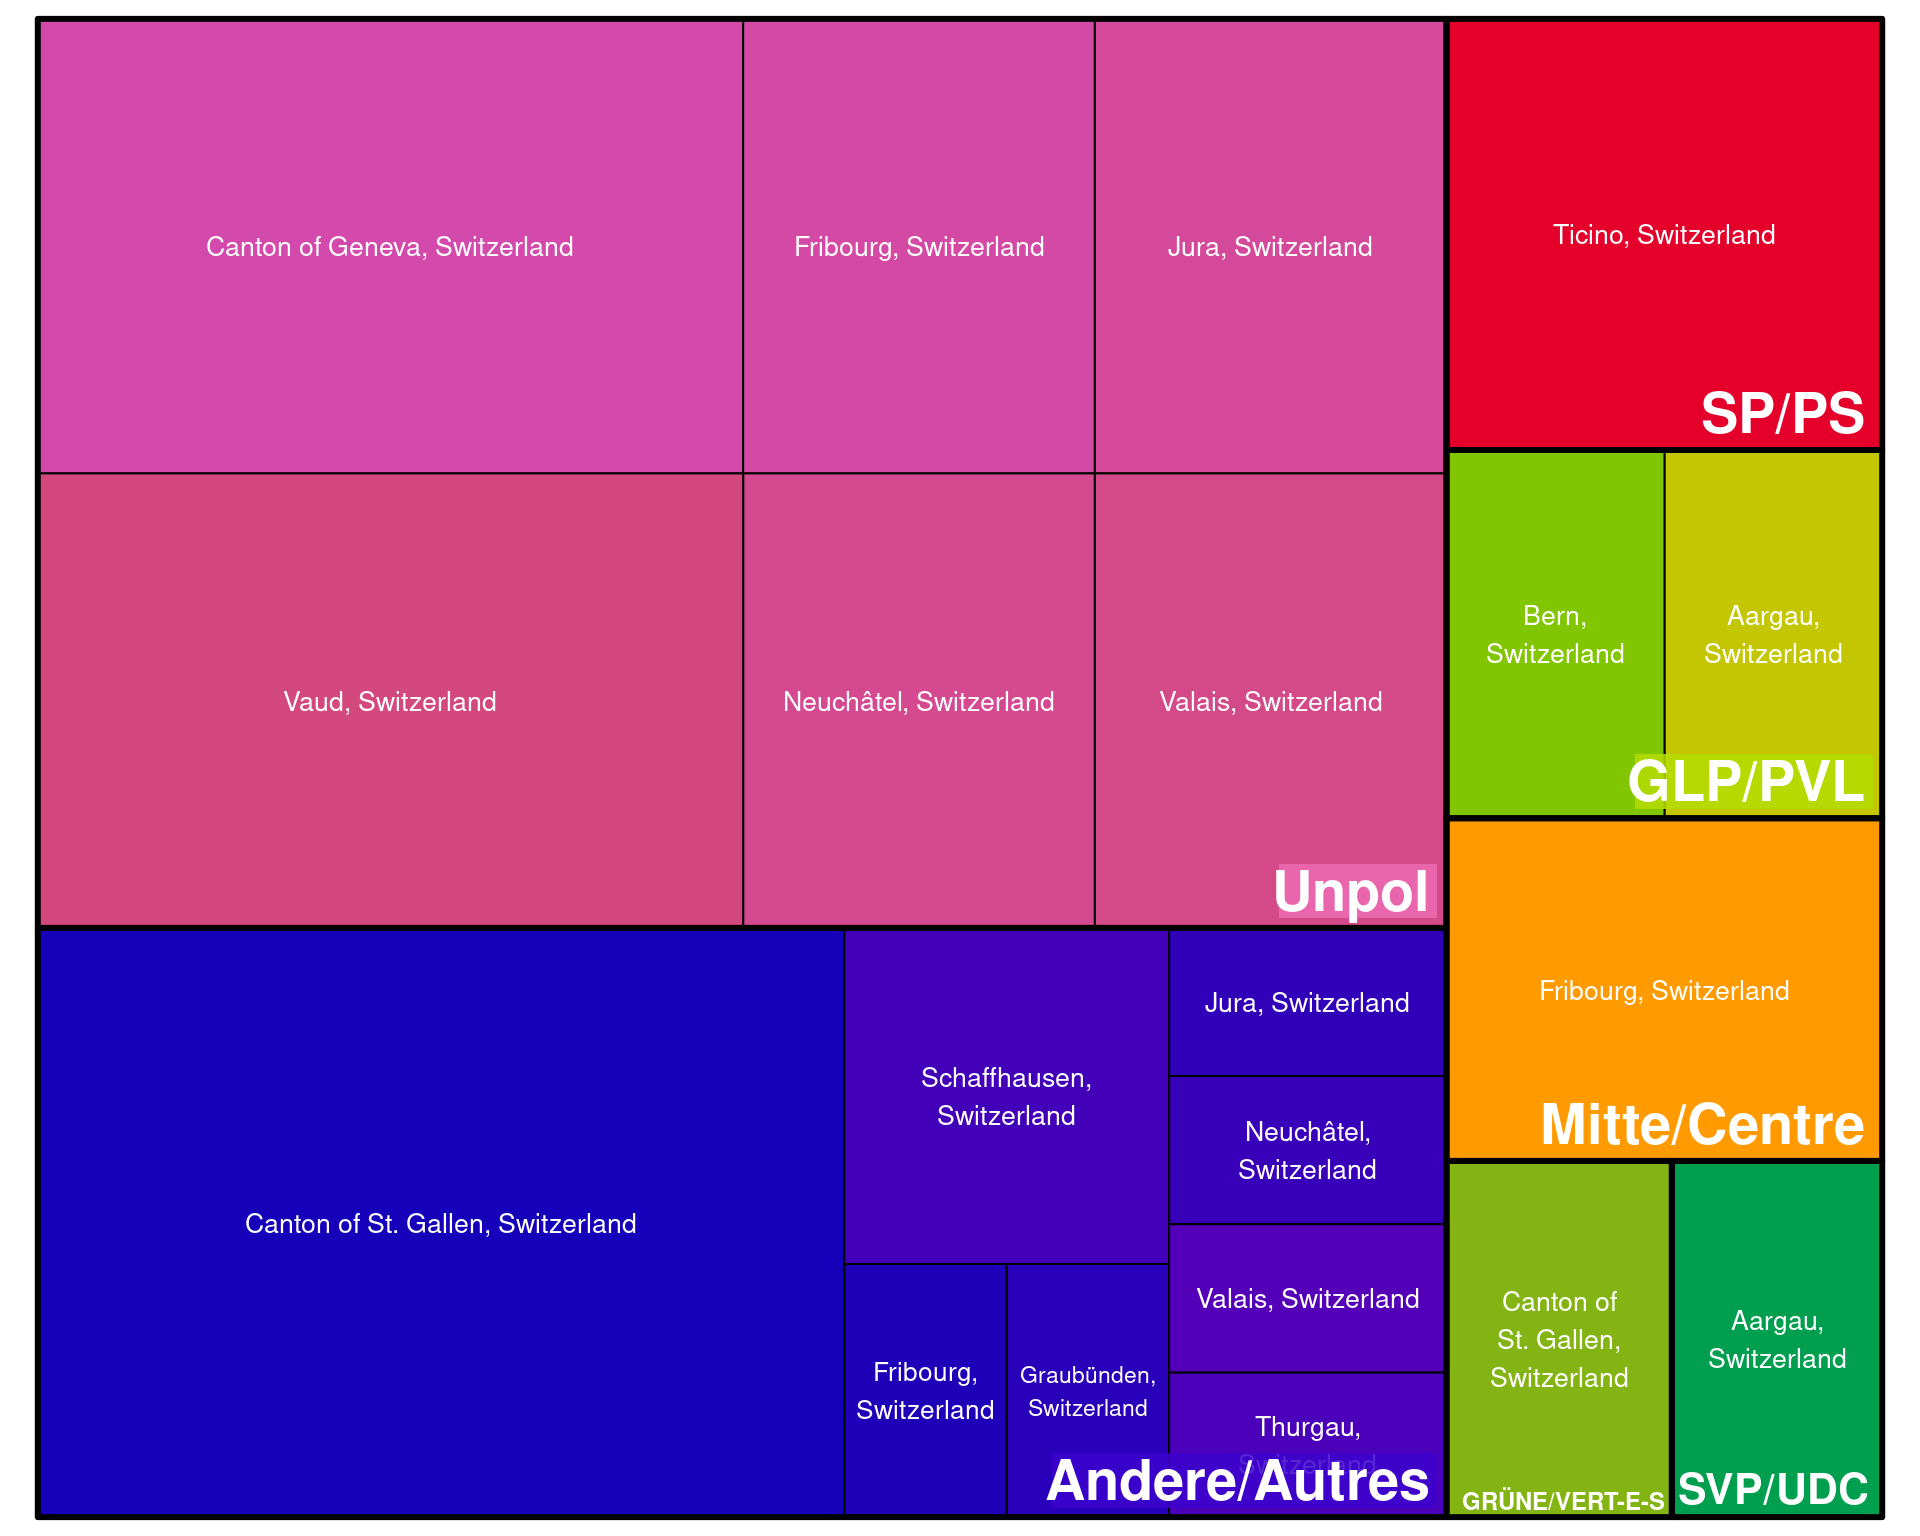 Canton of Geneva, Switzerland
Fribourg, Switzerland
Jura, Switzerland
Vaud, Switzerland
Neuchâtel, Switzerland
Valais, Switzerland
Unpol
Canton of St. Gallen, Switzerland
Schaffhausen,
Switzerland
Fribourg,
Switzerland
Graubünden,
Switzerland
Jura, Switzerland
Neuchâtel,
Switzerland
Valais, Switzerland
Thurgau,
Switzerland
Andere/Autres
Ticino, Switzerland
SP/PS
Bern,
Switzerland
Aargau,
Switzerland
GLP/PVL
Fribourg, Switzerland
Mitte/Centre
Canton of
St. Gallen,
Switzerland
GRÜNE/VERT-E-S
Aargau,
Switzerland
SVP/UDC